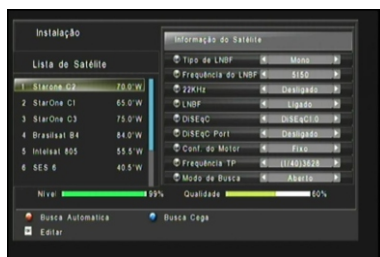 Instalação
Informação do Satélite
Lista de Satélite
1 Starone C2 70.0°W
2 StarOne C1 65.0°W
3 StarOne C3 75.0°W
4 Brasilsat B4 84.0°W
5 Intelsat 805 55.5°W
6 SES 6 40.5°W
Tipo de LNBF Mono
Frequência do LNBF 5150
22KHz Desligado
LNBF Ligado
DiSEqC DiSEqC1.0
DiSEqC Port Desligado
Conf. do Motor Fixo
Frequência TP (1/40)3628
Modo de Busca Aberto
Nível 99%
Qualidade 60%
Busca Automatica
Busca Cega
Editar